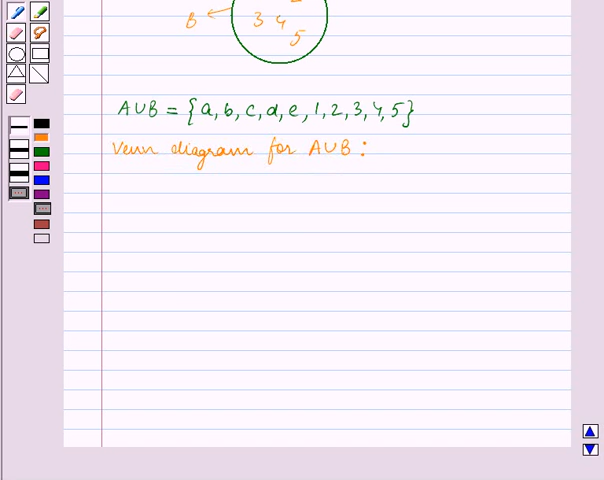 B ← 3 4
5
A∪B = {a, b, c, d, e, 1, 2, 3, 4, 5}
Venn diagram for A∪B :